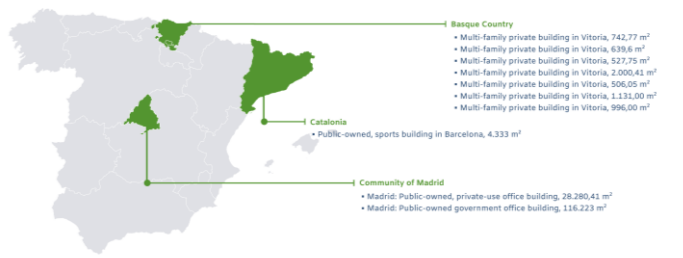 Basque Country
• Multi-family private building in Vitoria, 742,77 m²
• Multi-family private building in Vitoria, 639,6 m²
• Multi-family private building in Vitoria, 527,75 m²
• Multi-family private building in Vitoria, 2.000,41 m²
• Multi-family private building in Vitoria, 506,05 m²
• Multi-family private building in Vitoria, 1.131,00 m²
• Multi-family private building in Vitoria, 996,00 m²
Catalonia
• Public-owned, sports building in Barcelona, 4.333 m²
Community of Madrid
• Madrid: Public-owned, private-use office building, 28.280,41 m²
• Madrid: Public-owned government office building, 116.223 m²